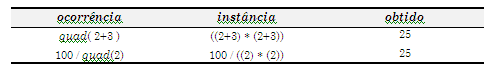 ocorrência instância obtido
quad( 2+3 ) ((2+3) * (2+3)) 25
100 / quad(2) 100 / ((2) * (2)) 25